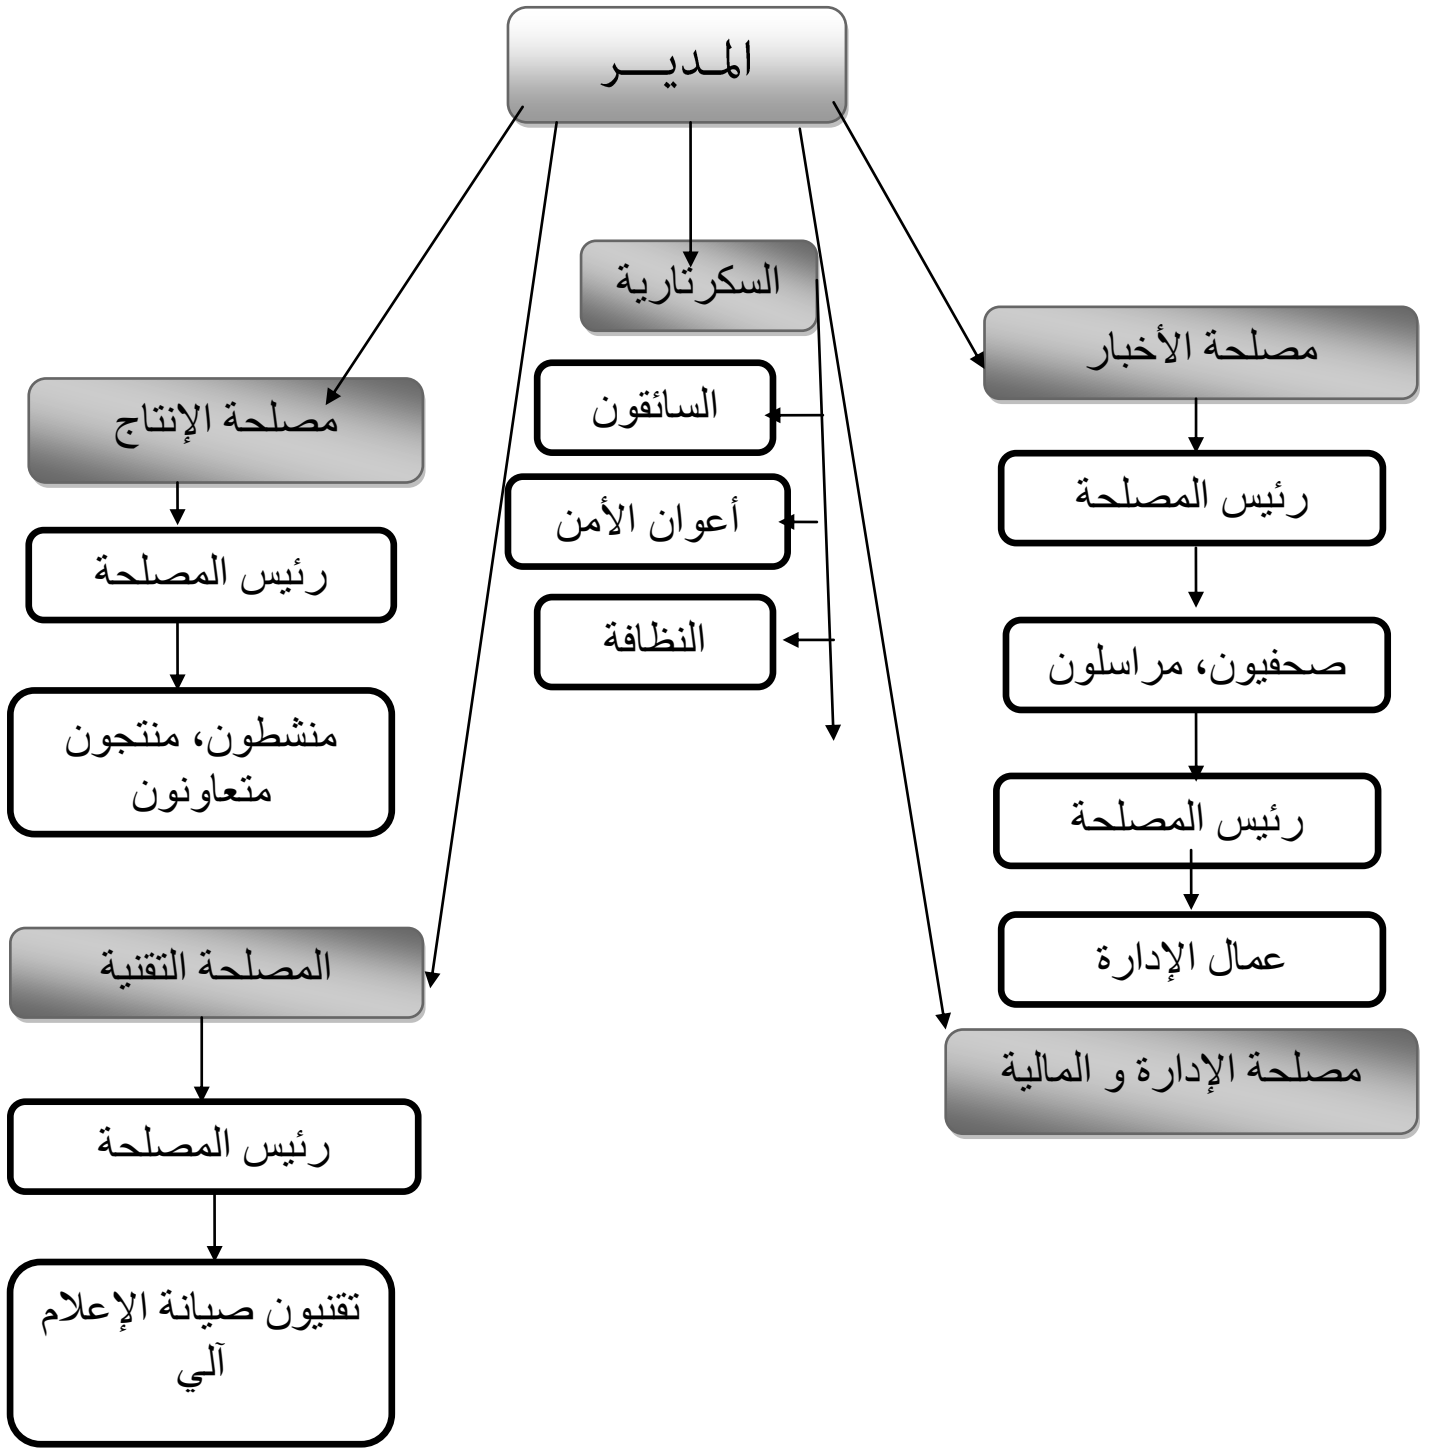 المديـــر
السكرتارية
مصلحة الأخبار
مصلحة الإنتاج
السائقون
رئيس المصلحة
أعوان الأمن
رئيس المصلحة
النظافة
صحفيون، مراسلون
منشطون، منتجون
متعاونون
رئيس المصلحة
عمال الإدارة
المصلحة التقنية
مصلحة الإدارة و المالية
رئيس المصلحة
تقنيون صيانة الإعلام
آلي